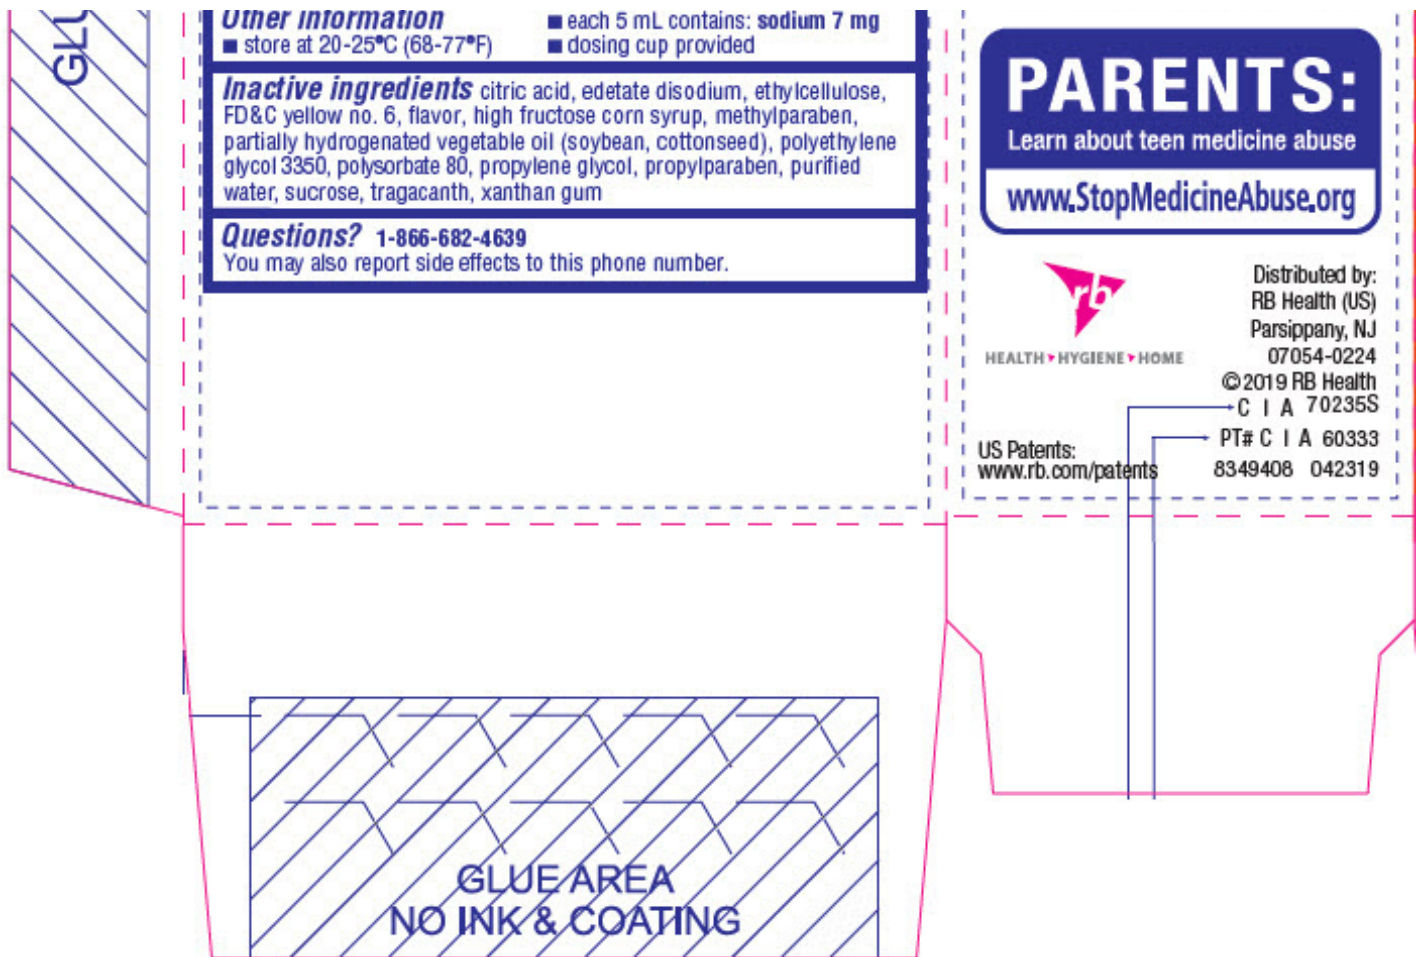 GLU
Other information
■ store at 20-25°C (68-77°F)
■ each 5 mL contains: sodium 7 mg
■ dosing cup provided
Inactive ingredients citric acid, edetate disodium, ethylcellulose,
FD&C yellow no. 6, flavor, high fructose corn syrup, methylparaben,
partially hydrogenated vegetable oil (soybean, cottonseed), polyethylene
glycol 3350, polysorbate 80, propylene glycol, propylparaben, purified
water, sucrose, tragacanth, xanthan gum
Questions? 1-866-682-4639
You may also report side effects to this phone number.
PARENTS:
Learn about teen medicine abuse
www.StopMedicineAbuse.org
rb
HEALTH HYGIENE HOME
Distributed by:
RB Health (US)
Parsippany, NJ
07054-0224
©2019 RB Health
C I A 70235S
PT# C I A 60333
8349408 042319
US Patents:
www.rb.com/patents
GLUE AREA
NO INK & COATING